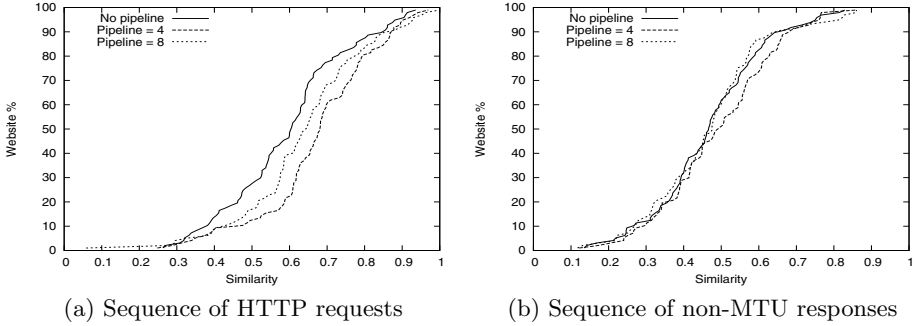 No pipeline
Pipeline = 4
Pipeline = 8
100
90
80
70
60
50
40
30
20
10
0
Website %
0 0.1 0.2 0.3 0.4 0.5 0.6 0.7 0.8 0.9 1
Similarity
(a) Sequence of HTTP requests
No pipeline
Pipeline = 4
Pipeline = 8
100
90
80
70
60
50
40
30
20
10
0
Website %
0 0.1 0.2 0.3 0.4 0.5 0.6 0.7 0.8 0.9 1
Similarity
(b) Sequence of non-MTU responses